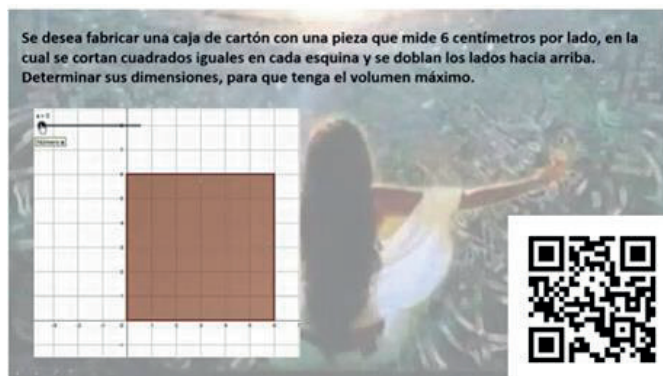 Se desea fabricar una caja de cartón con una pieza que mide 6 centímetros por lado, en la
cual se cortan cuadrados iguales en cada esquina y se doblan los lados hacia arriba.
Determinar sus dimensiones, para que tenga el volumen máximo.